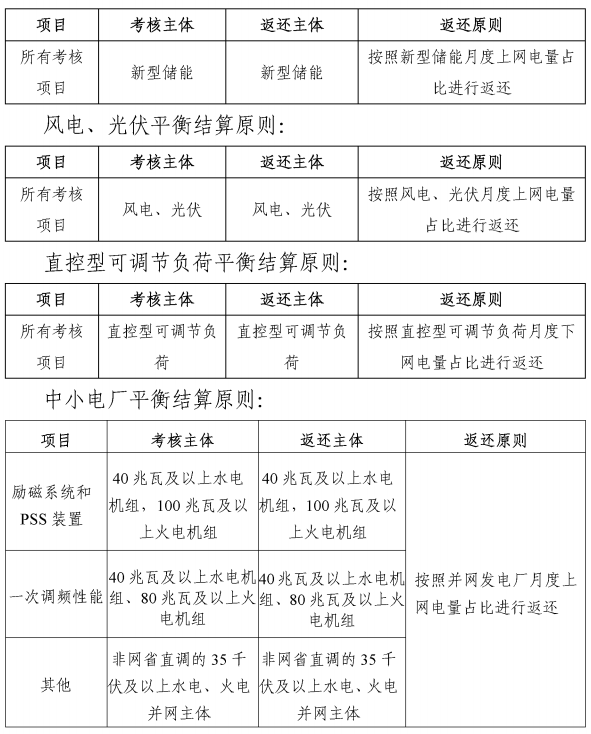 项目 考核主体 返还主体 返还原则
所有考核 新型储能 新型储能 按照新型储能月度上网电量占
项目 比进行返还
风电、光伏平衡结算原则：
项目 考核主体 返还主体 返还原则
所有考核 风电、光伏 风电、光伏 按照风电、光伏月度上网电量
项目 占比进行返还
直控型可调节负荷平衡结算原则：
项目 考核主体 返还主体 返还原则
所有考核 直控型可调节负 直控型可调节负 按照直控型可调节负荷月度下
项目 荷 荷 网电量占比进行返还
中小电厂平衡结算原则：
项目 考核主体 返还主体 返还原则
励磁系统和
PSS 装置
40 兆瓦及以上水电
机组，100 兆瓦及以
上火电机组
40 兆瓦及以上水电
机组，100 兆瓦及以
上火电机组
一次调频性能
40 兆瓦及以上水电机
组、80 兆瓦及以上火
电机组
40 兆瓦及以上水电机
组、80 兆瓦及以上火
电机组
其他
非网省直调的 35 千
伏及以上水电、火电
并网主体
非网省直调的 35 千
伏及以上水电、火电
并网主体
按照并网发电厂月度上
网电量占比进行返还